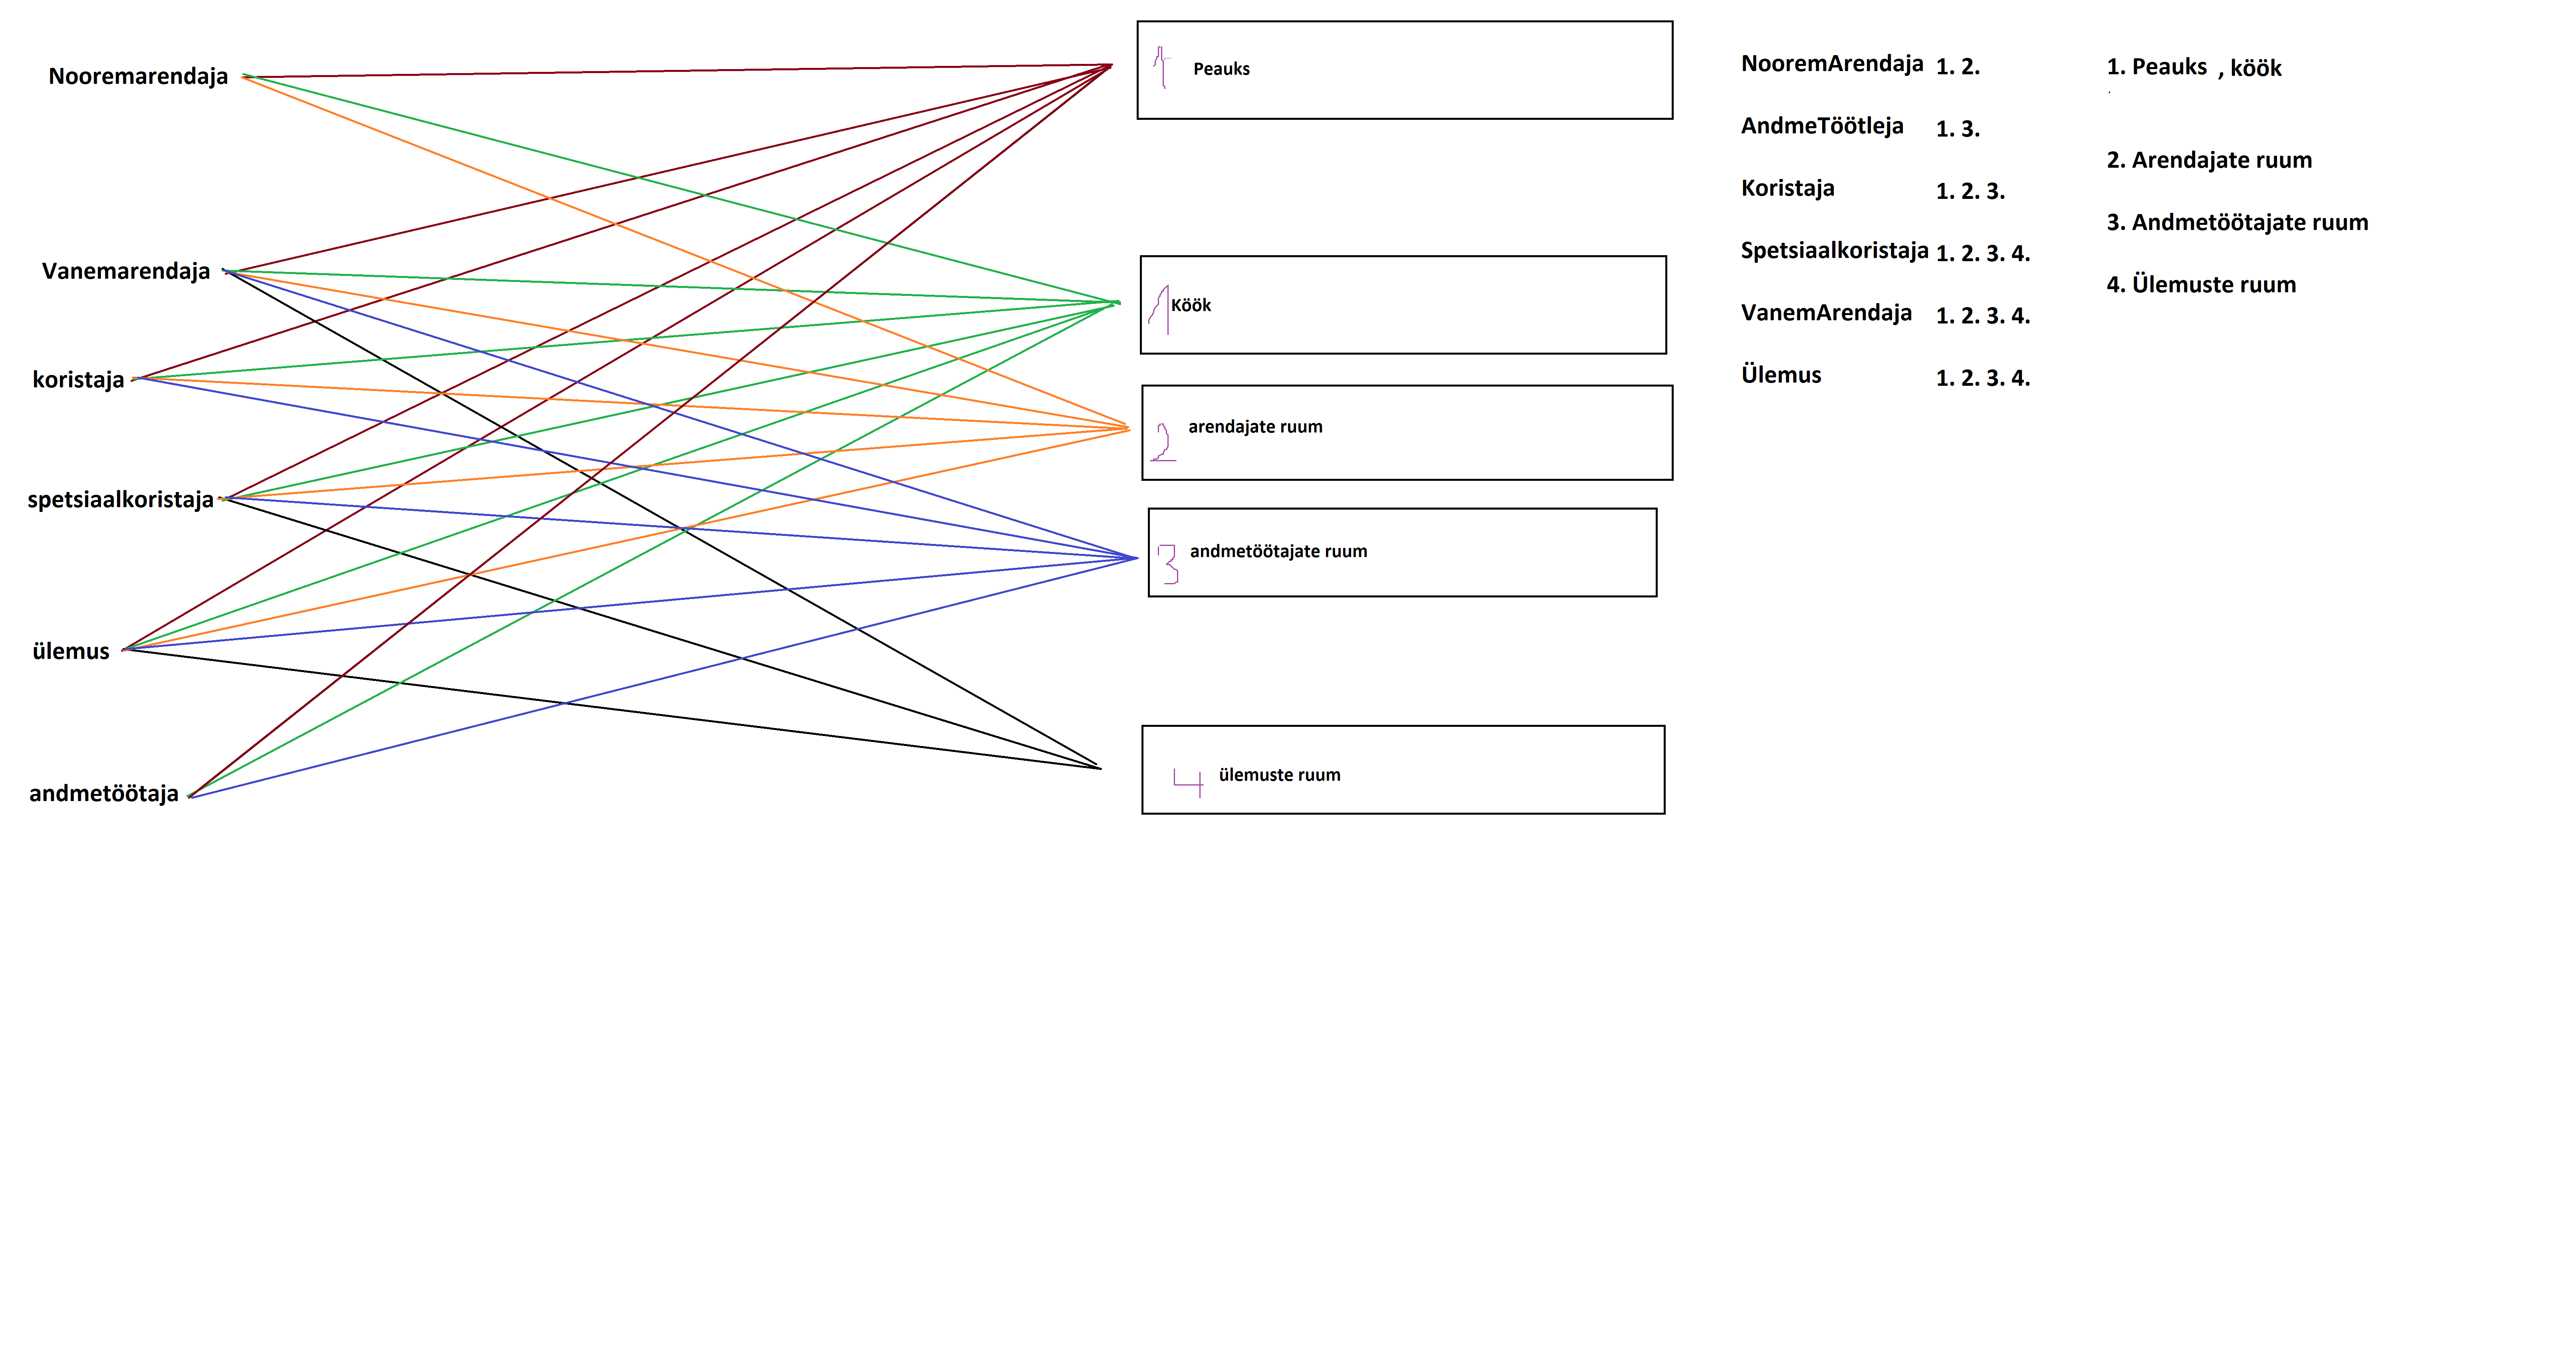 Nooremarendaja
Vanemarendaja
koristaja
spetsiaalkoristaja
ülemus
andmetöötaja
1 Peauks
1 Köök
2 arendajate ruum
3 andmetöötajate ruum
4 ülemuste ruum
NooremArendaja 1. 2.
AndmeTöötleja 1. 3.
Koristaja 1. 2. 3.
Spetsiaalkoristaja 1. 2. 3. 4.
VanemArendaja 1. 2. 3. 4.
Ülemus 1. 2. 3. 4.
1. Peauks , köök
2. Arendajate ruum
3. Andmetöötajate ruum
4. Ülemuste ruum